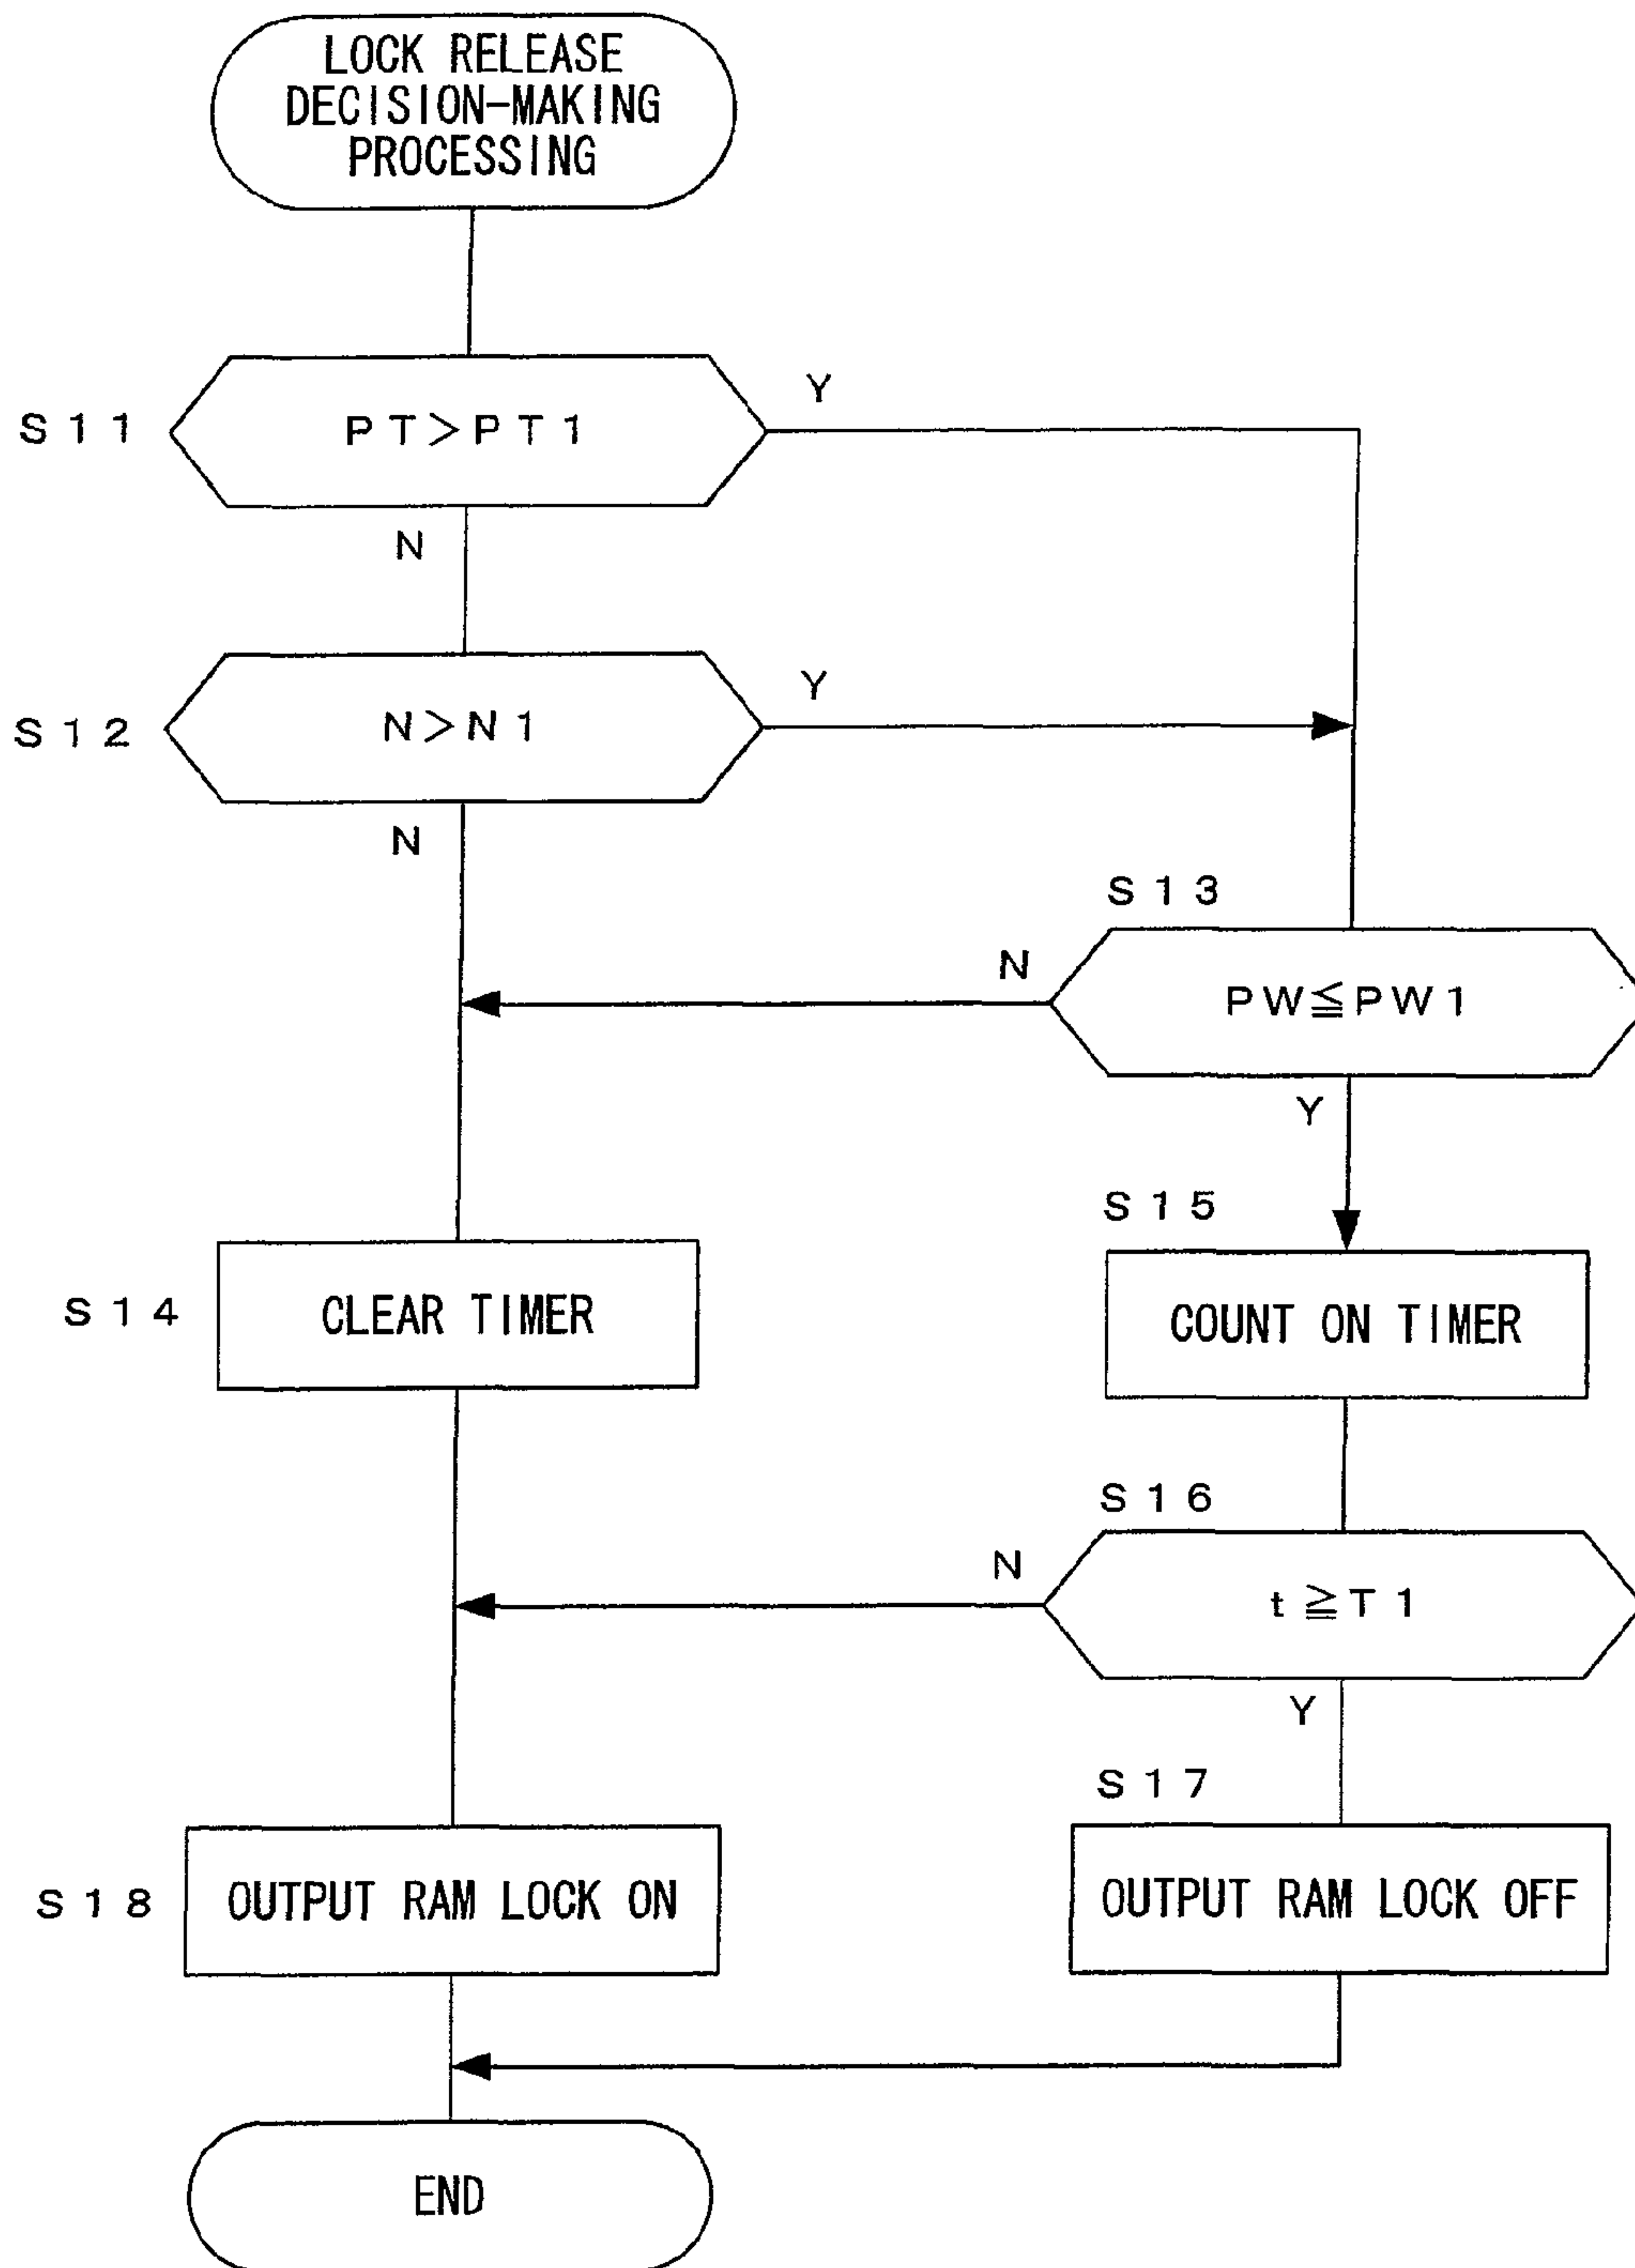 LOCK RELEASE
DECISION-MAKING
PROCESSING
S11
PT>PT1
Y
N
S12
N>N1
Y
N
S13
PW≦PW1
N
Y
S14
CLEAR TIMER
S15
COUNT ON TIMER
S16
t≧T1
N
Y
S17
OUTPUT RAM LOCK OFF
S18
OUTPUT RAM LOCK ON
END